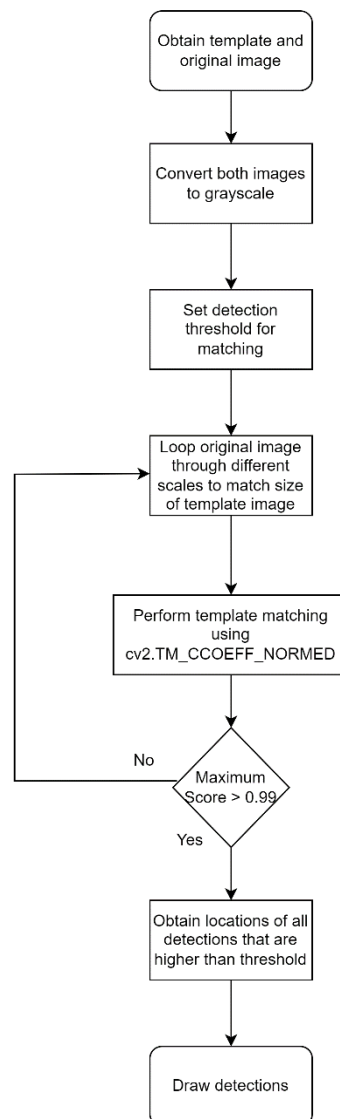 Obtain template and
original image
Convert both images
to grayscale
Set detection
threshold for
matching
Loop original image
through different
scales to match size
of template image
Perform template matching
using
cv2.TM_CCOEFF_NORMED
No
Maximum
Score > 0.99
Yes
Obtain locations of all
detections that are
higher than threshold
Draw detections